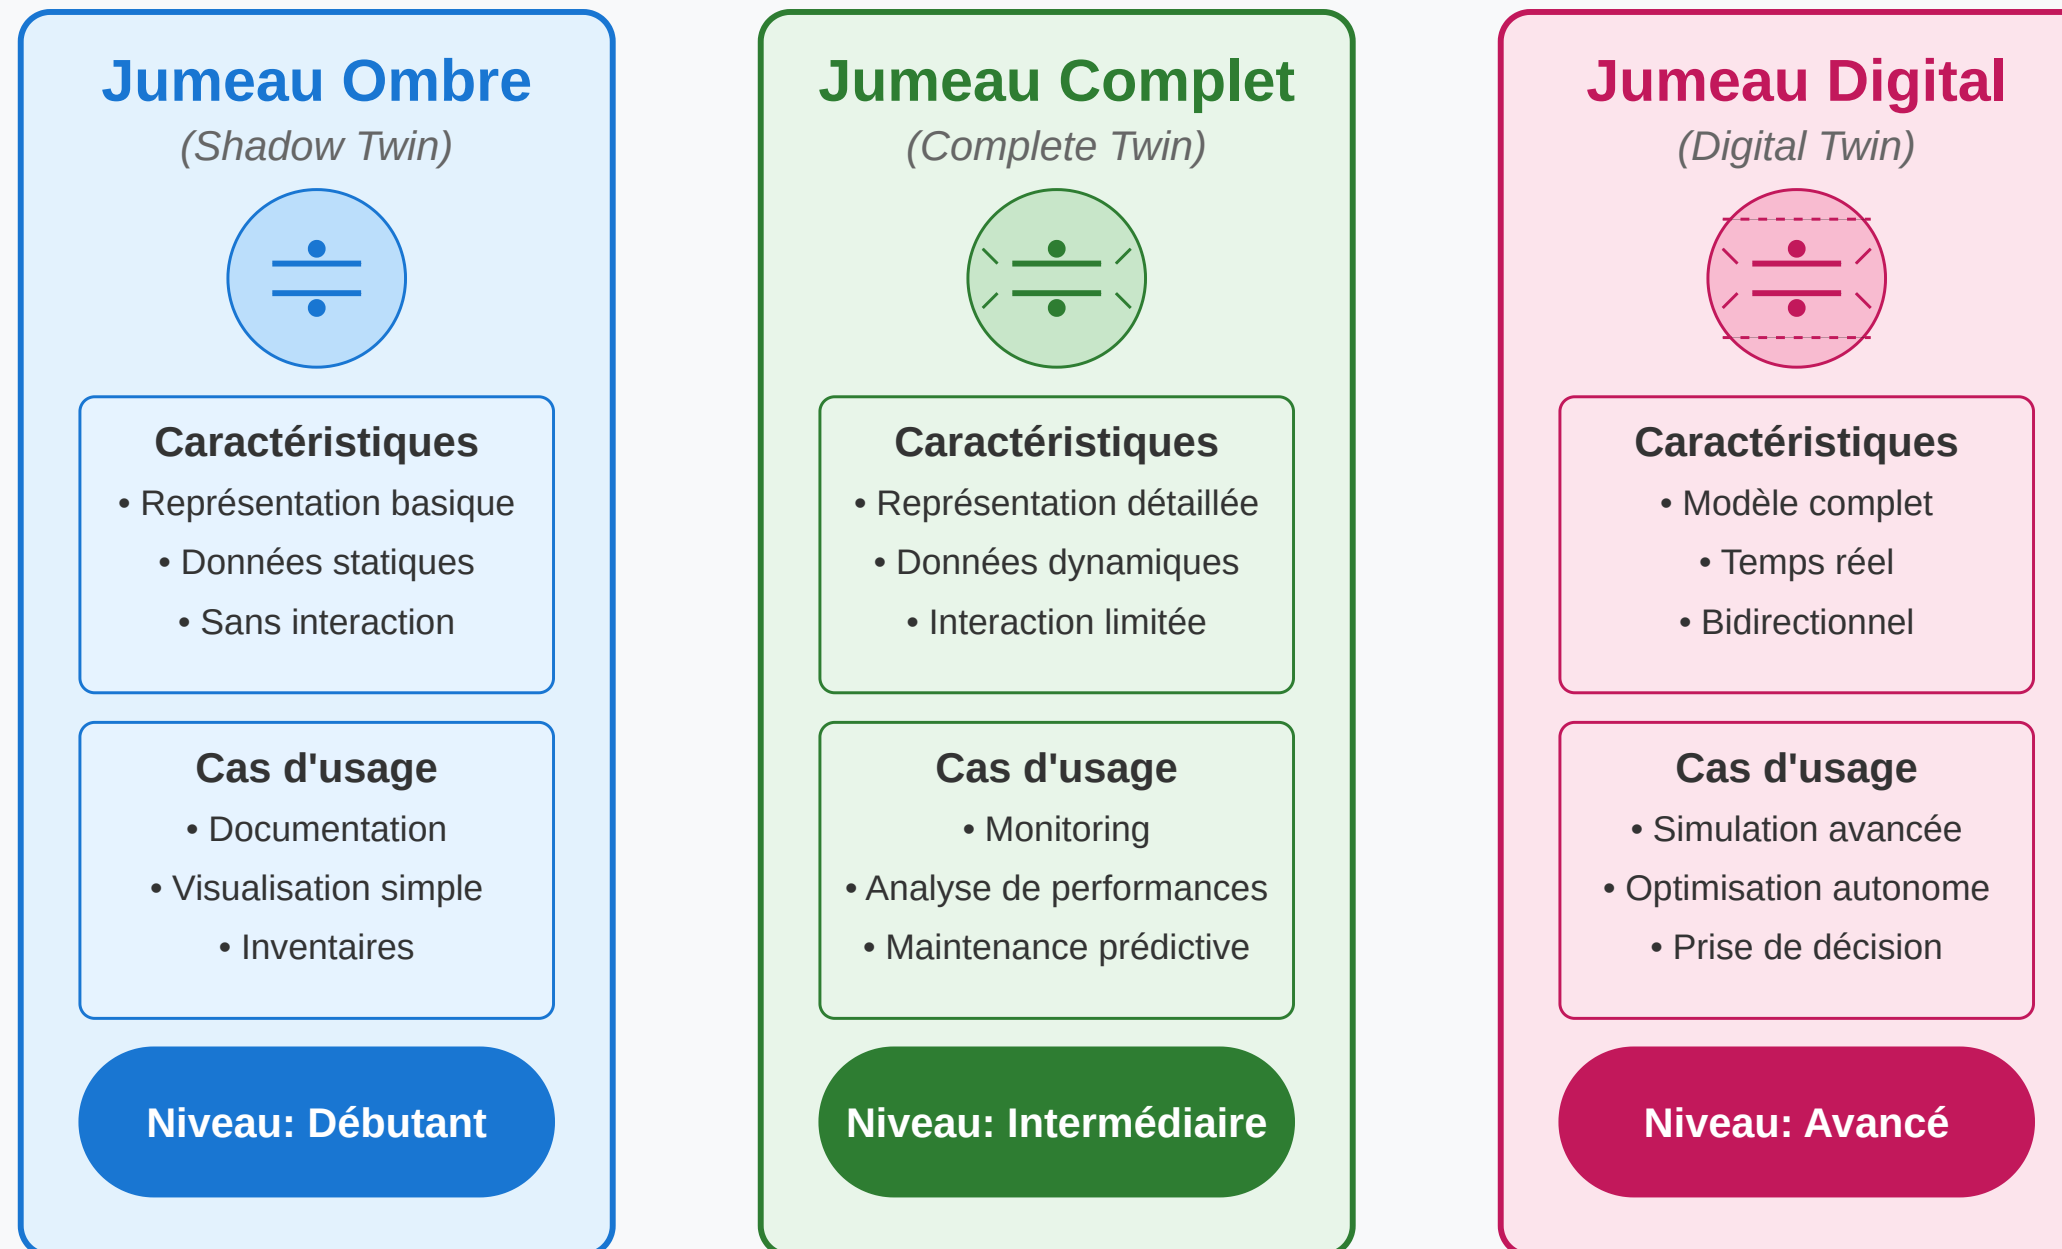 Jumeau Ombre
(Shadow Twin)
Caractéristiques
• Représentation basique
• Données statiques
• Sans interaction
Cas d'usage
• Documentation
• Visualisation simple
• Inventaires
Niveau: Débutant
Jumeau Complet
(Complete Twin)
Caractéristiques
• Représentation détaillée
• Données dynamiques
• Interaction limitée
Cas d'usage
• Monitoring
• Analyse de performances
• Maintenance prédictive
Niveau: Intermédiaire
Jumeau Digital
(Digital Twin)
Caractéristiques
• Modèle complet
• Temps réel
• Bidirectionnel
Cas d'usage
• Simulation avancée
• Optimisation autonome
• Prise de décision
Niveau: Avancé